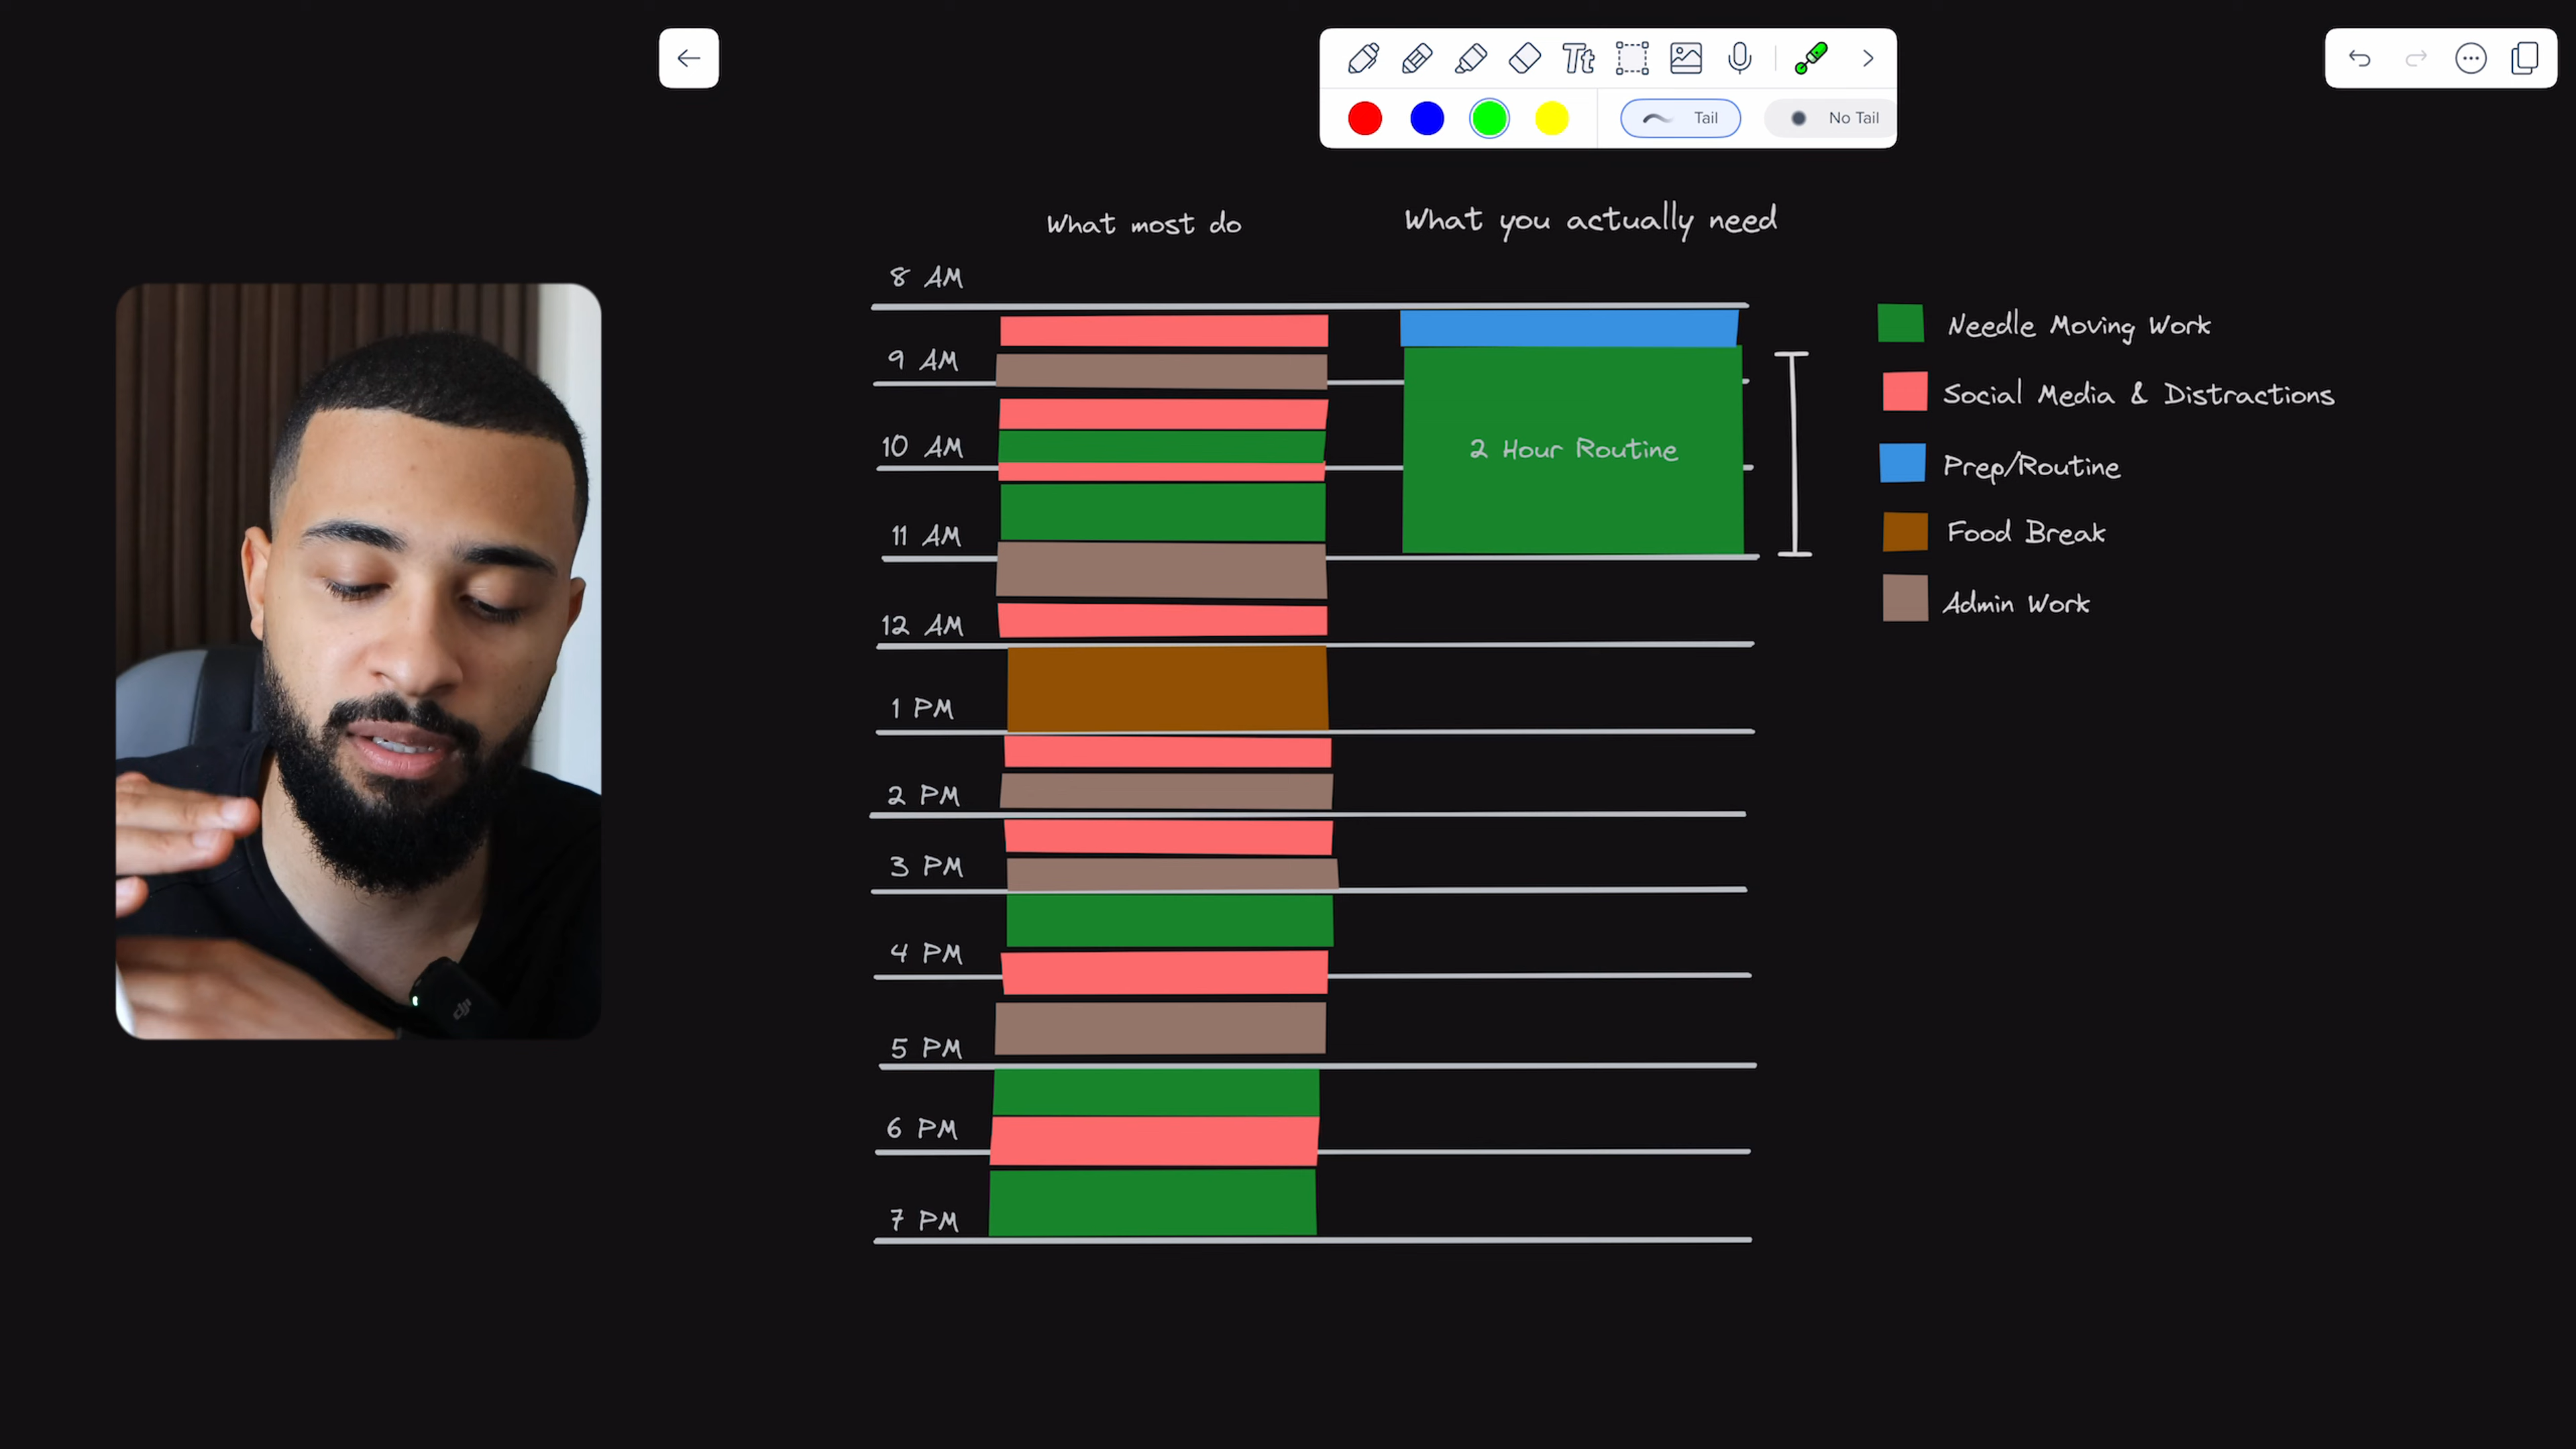 Tt
Tail
No Tail
What most do
What you actually need
8 AM
9 AM
10 AM
11 AM
12 AM
1 PM
2 PM
3 PM
4 PM
5 PM
6 PM
7 PM
2 Hour Routine
Needle Moving Work
Social Media & Distractions
Prep/Routine
Food Break
Admin Work
dji